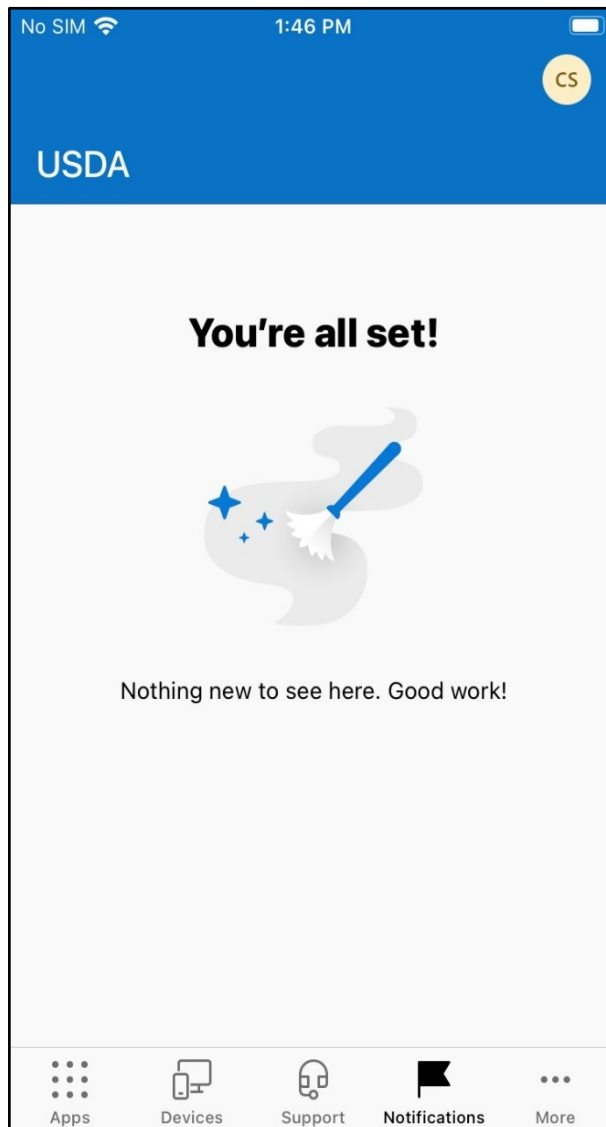 No SIM 1:46 PM
CS
USDA
You're all set!
Nothing new to see here. Good work!
Apps Devices Support Notifications More